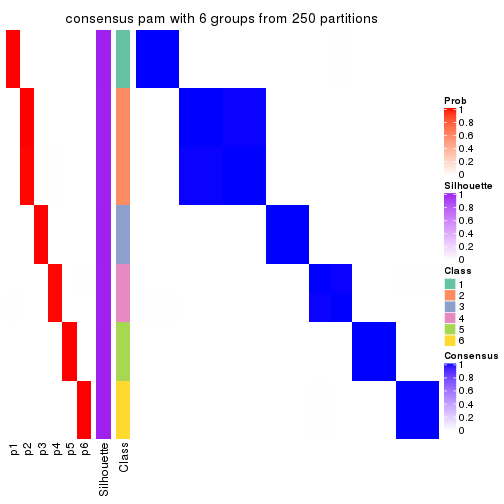 consensus pam with 6 groups from 250 partitions
Prob
1
0.8
0.6
0.4
0.2
0
Silhouette
1
0.8
0.6
0.4
0.2
0
Class
1
2
3
4
5
6
Consensus
1
0.8
0.6
0.4
0.2
0
p1
p2
p3
p4
p5
p6
Silhouette
Class